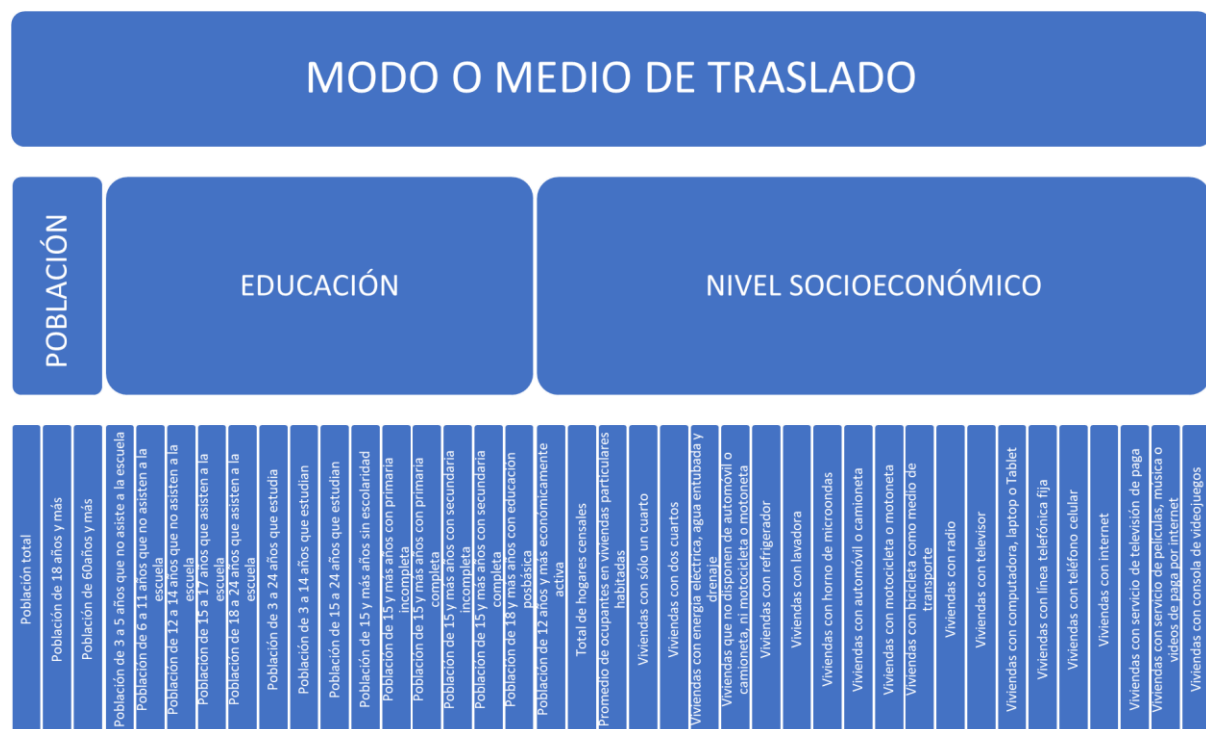 MODO O MEDIO DE TRASLADO
POBLACIÓN
EDUCACIÓN
NIVEL SOCIOECONÓMICO
Población total
Población de 18 años y más
Población de 60años y más
Población de 3 a 5 años que no asiste a la escuela
Población de 6 a 11 años que no asisten a la
escuela
Población de 12 a 14 años que no asisten a la
escuela
Población de 15 a 17 años que asisten a la
escuela
Población de 18 a 24 años que asisten a la
escuela
Población de 3 a 24 años que estudia
Población de 3 a 14 años que estudian
Población de 15 a 24 años que estudian
Población de 15 y más años sin escolaridad
Población de 15 y más años con primaria
incompleta
Población de 15 y más años con primaria
completa
Población de 15 y más años con secundaria
incompleta
Población de 15 y más años con secundaria
completa
Población de 18 y más años con educación
posbásica
Población de 12 años y más económicamente
activa
Total de hogares censales
Promedio de ocupantes en viviendas particulares
habitadas
Viviendas con sólo un cuarto
Viviendas con dos cuartos
Viviendas con energía eléctrica, agua entubada y
drenaje
Viviendas que no disponen de automóvil o
camioneta, ni motocicleta o motoneta
Viviendas con refrigerador
Viviendas con lavadora
Viviendas con horno de microondas
Viviendas con automóvil o camioneta
Viviendas con motocicleta o motoneta
Viviendas con bicicleta como medio de
transporte
Viviendas con radio
Viviendas con televisor
Viviendas con computadora, laptop o Tablet
Viviendas con línea telefónica fija
Viviendas con teléfono celular
Viviendas con internet
Viviendas con servicio de televisión de paga
Viviendas con servicio de películas, música o
videos de paga por internet
Viviendas con consola de videojuegos